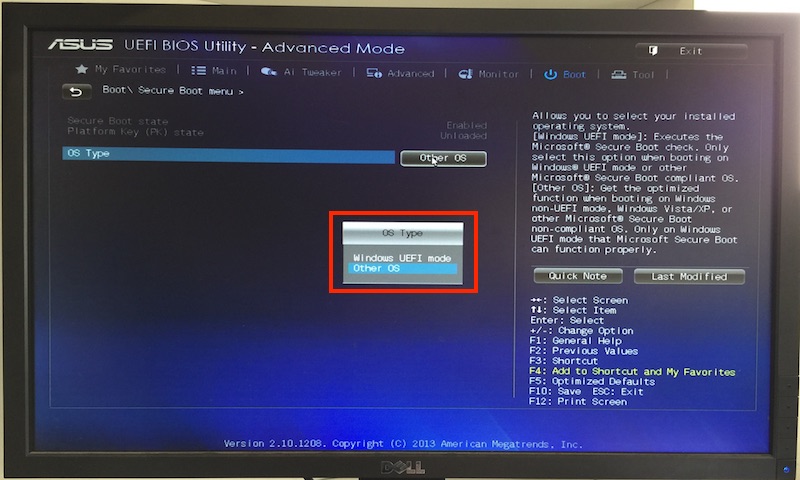 ASUS UEFI BIOS Utility - Advanced Mode
Exit
My Favorites
Main
Ai Tweaker
Advanced
Monitor
Boot
Tool
Boot\ Secure Boot menu >
Secure Boot state
Enabled
Platform Key (PK) state
Unloaded
OS Type
Other OS
OS Type
Windows UEFI mode
Other OS
Allows you to select your installed
operating system.
[Windows UEFI mode]: Executes the
Microsoft® Secure Boot check. Only
select this option when booting on
Windows® UEFI mode or other
Microsoft® Secure Boot compliant OS.
[Other OS]: Get the optimized
function when booting on Windows
non-UEFI mode, Windows Vista/XP, or
other Microsoft® Secure Boot
non-compliant OS. Only on Windows
UEFI mode that Microsoft Secure Boot
can function properly.
Quick Note
Last Modified
→←: Select Screen
↑↓: Select Item
Enter: Select
+/-: Change Option
F1: General Help
F2: Previous Values
F3: Shortcut
F4: Add to Shortcut and My Favorites
F5: Optimized Defaults
F10: Save ESC: Exit
F12: Print Screen
Version 2.10.1208. Copyright (C) 2013 American Megatrends, Inc.
DELL